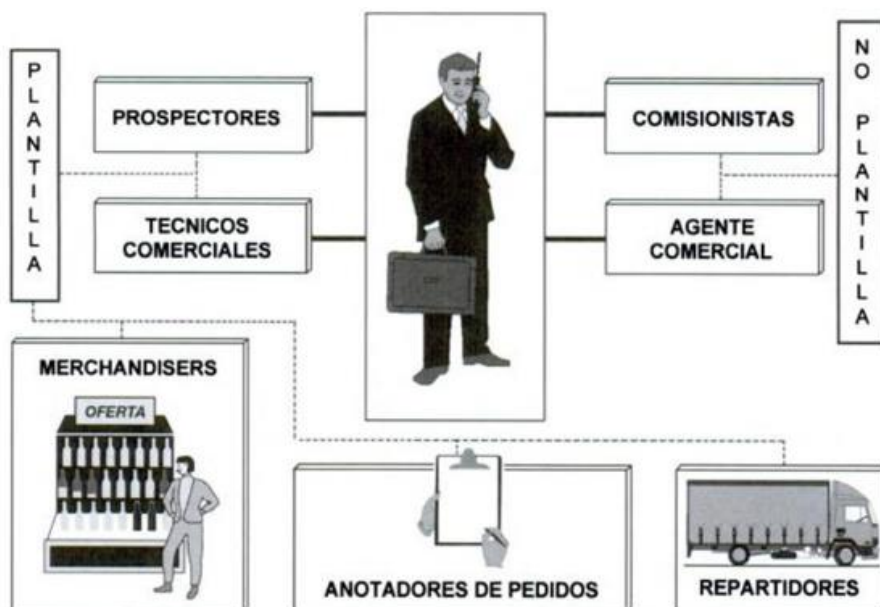 PLANTILLA
PROSPECTORES
TECNICOS
COMERCIALES
COMISIONISTAS
AGENTE
COMERCIAL
NO PLANTILLA
MERCHANDISERS
OFERTA
ANOTADORES DE PEDIDOS
REPARTIDORES